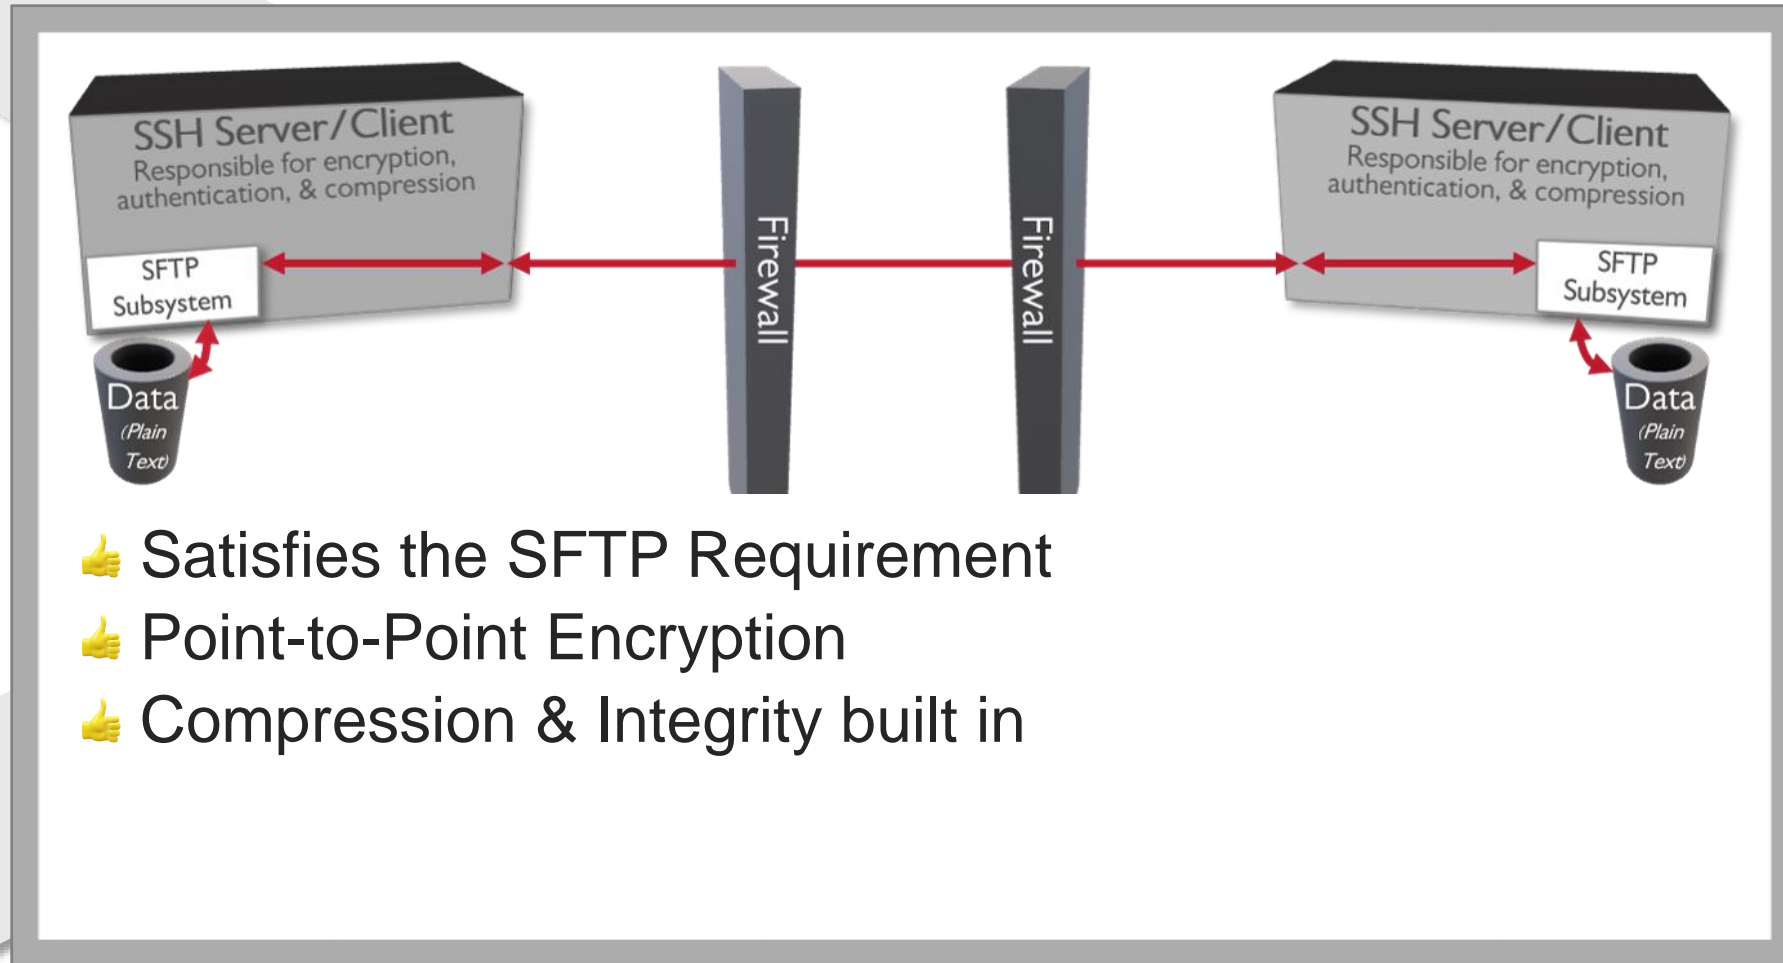 SSH Server/Client
Responsible for encryption,
authentication, & compression
SFTP
Subsystem
Data
(Plain
Text)
Firewall
Firewall
SSH Server/Client
Responsible for encryption,
authentication, & compression
SFTP
Subsystem
Data
(Plain
Text)
Satisfies the SFTP Requirement
Point-to-Point Encryption
Compression & Integrity built in